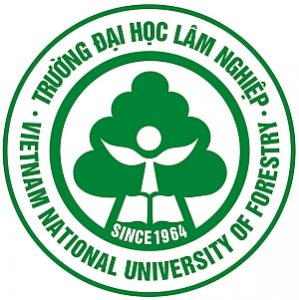 TRƯỜNG ĐẠI HỌC LÂM NGHIỆP
VIETNAM NATIONAL UNIVERSITY OF FORESTRY
SINCE 1964